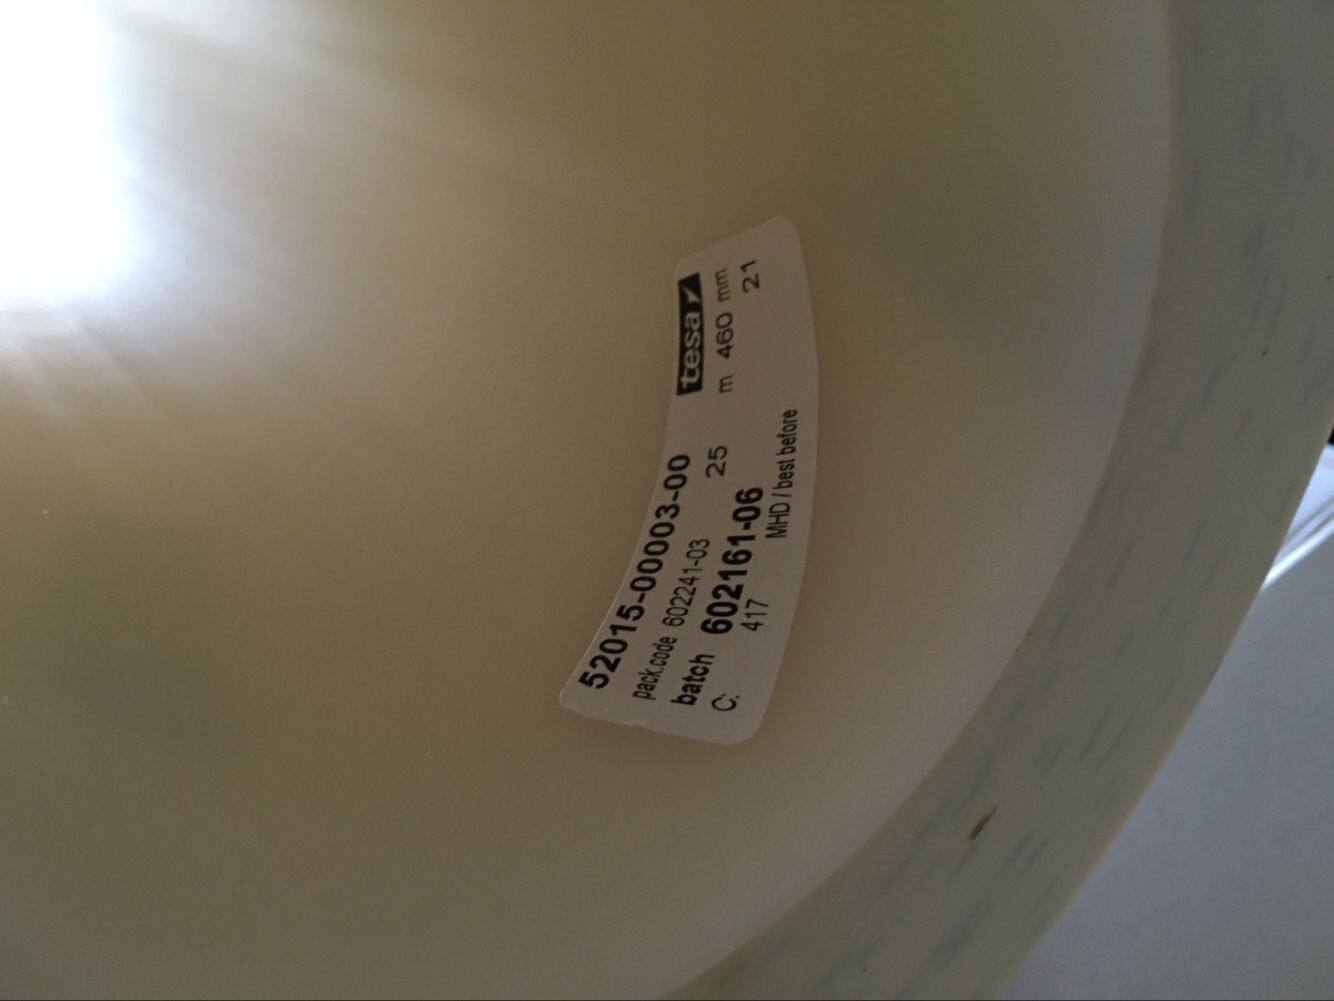 52015-00003-00 tesa
pack.code 602241-03 25 m 460 mm
batch 602161-06 21
C: 417 MHD / best before